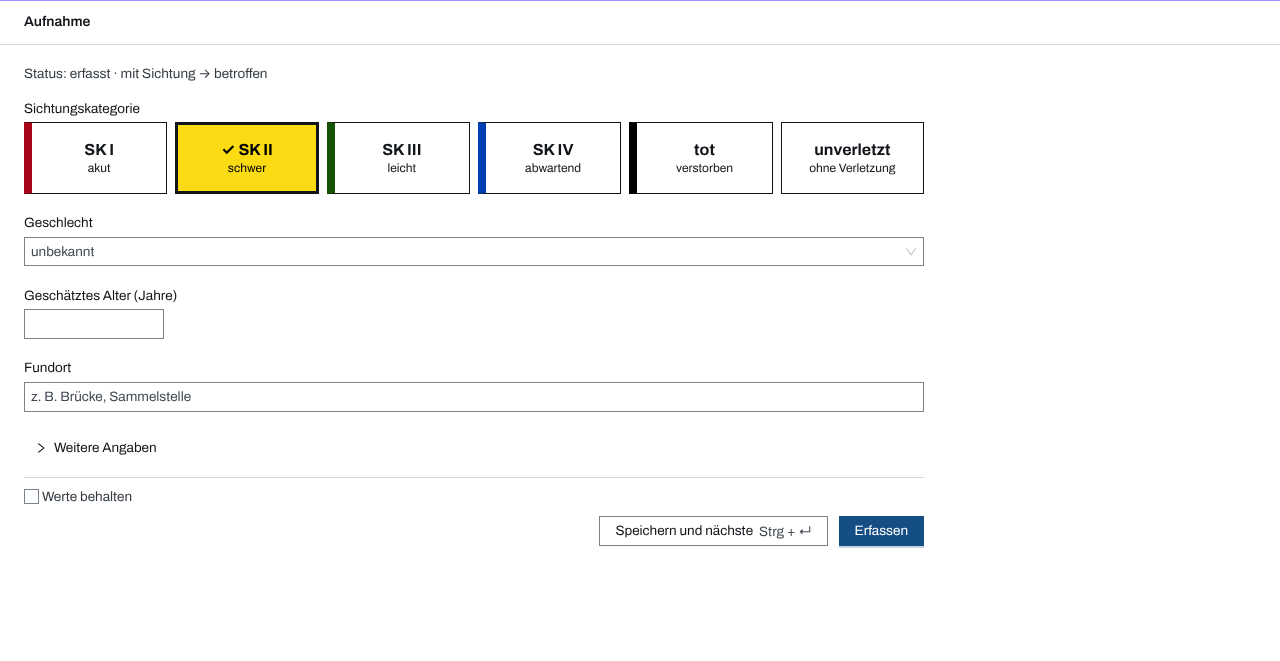 Aufnahme
Status: erfasst · mit Sichtung → betroffen
Sichtungskategorie
SK I
akut
✓ SK II
schwer
SK III
leicht
SK IV
abwartend
tot
verstorben
unverletzt
ohne Verletzung
Geschlecht
unbekannt
Geschätztes Alter (Jahre)
Fundort
z. B. Brücke, Sammelstelle
Weitere Angaben
Werte behalten
Speichern und nächste Strg + ↵
Erfassen